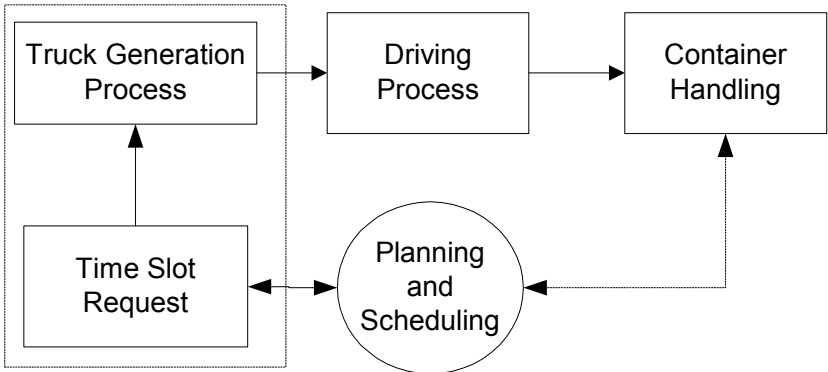 Truck Generation
Process
Driving
Process
Container
Handling
Time Slot
Request
Planning
and
Scheduling